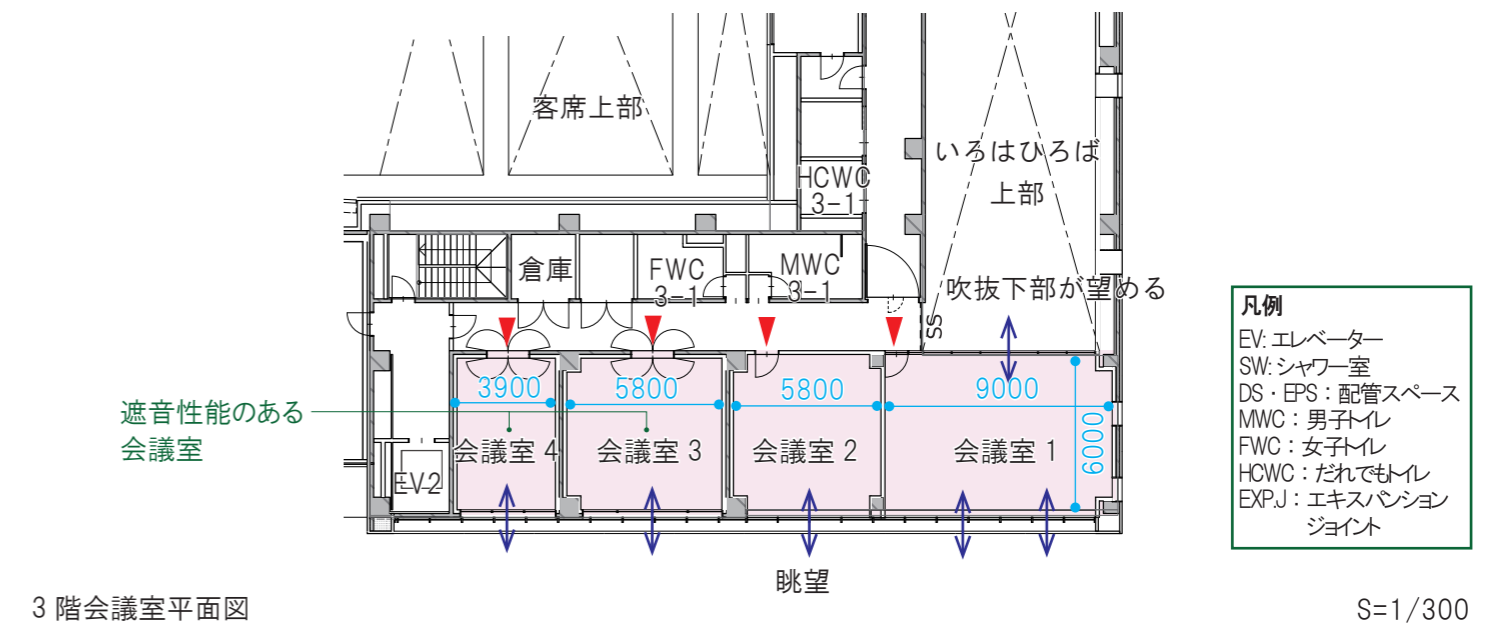 客席上部
いろはひろば
上部
HCWC
3-1
倉庫
FWC
3-1
MWC
3-1
吹抜下部が望める
SS
遮音性能のある
会議室
3900
5800
5800
9000
6000
会議室 4
会議室 3
会議室 2
会議室 1
EV2
眺望
凡例
EV: エレベーター
SW: シャワー室
DS・EPS：配管スペース
MWC：男子トイレ
FWC：女子トイレ
HCWC：だれでもトイレ
EXP.J：エキスパンション
ジョイント
3 階会議室平面図
S=1/300